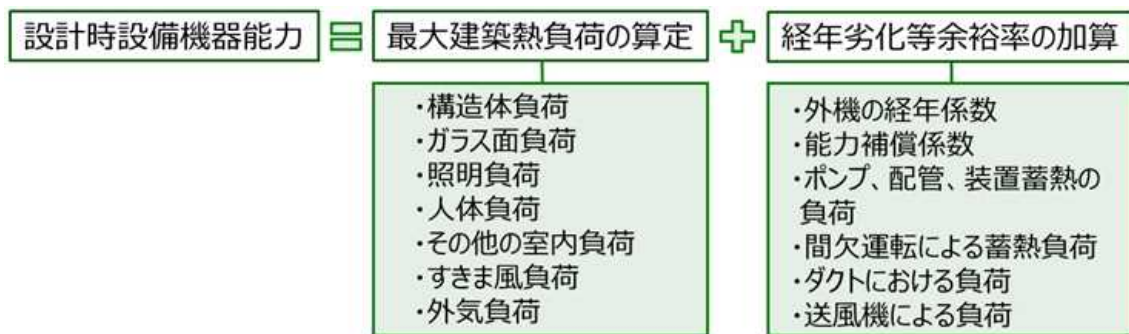 設計時設備機器能力 = 最大建築熱負荷の算定 + 経年劣化等余裕率の加算
・構造体負荷
・ガラス面負荷
・照明負荷
・人体負荷
・その他の室内負荷
・すきま風負荷
・外気負荷
・外機の経年係数
・能力補償係数
・ポンプ、配管、装置蓄熱の
負荷
・間欠運転による蓄熱負荷
・ダクトにおける負荷
・送風機による負荷